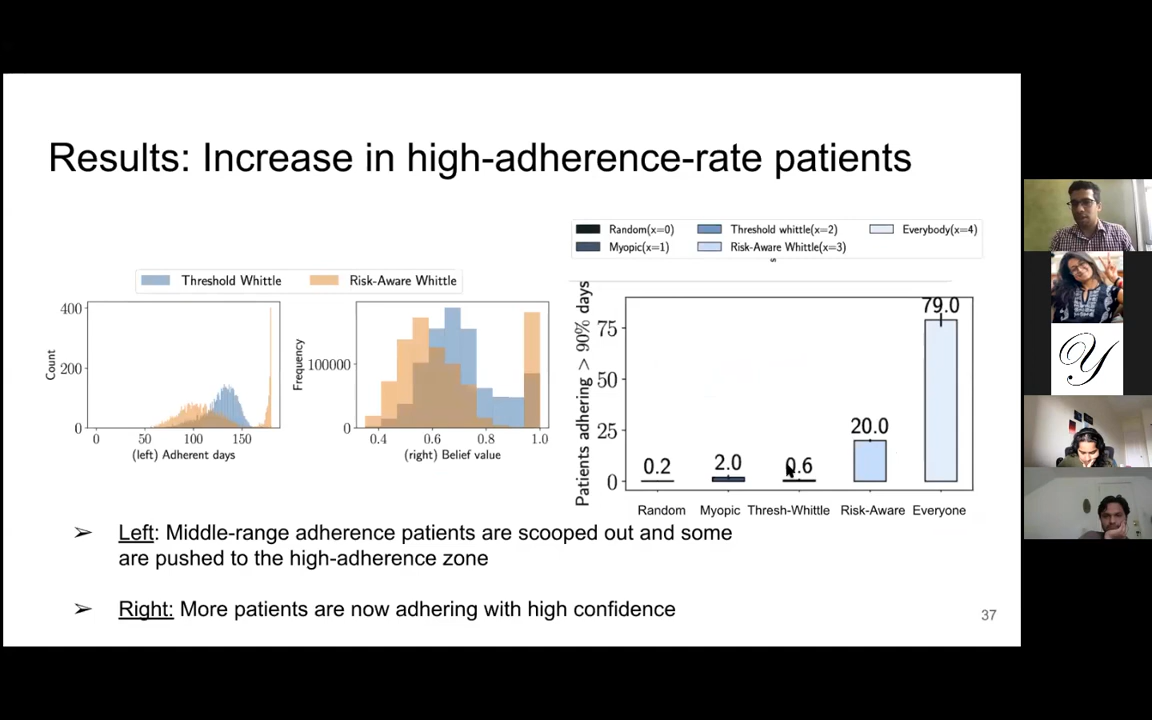 Results: Increase in high-adherence-rate patients
Random(x=0)
Threshold whittle(x=2)
Everybody(x=4)
Myopic(x=1)
Risk-Aware Whittle(x=3)
s
Threshold Whittle
Risk-Aware Whittle
Count
400
200
0
0
50
100
150
(left) Adherent days
Frequency
100000
0
0.4
0.6
0.8
1.0
(right) Belief value
Patients adhering > 90% days
75
50
25
0
0.2
2.0
0.6
20.0
79.0
Random
Myopic
Thresh-Whittle
Risk-Aware
Everyone
➢ Left: Middle-range adherence patients are scooped out and some
are pushed to the high-adherence zone
➢ Right: More patients are now adhering with high confidence
37
Y